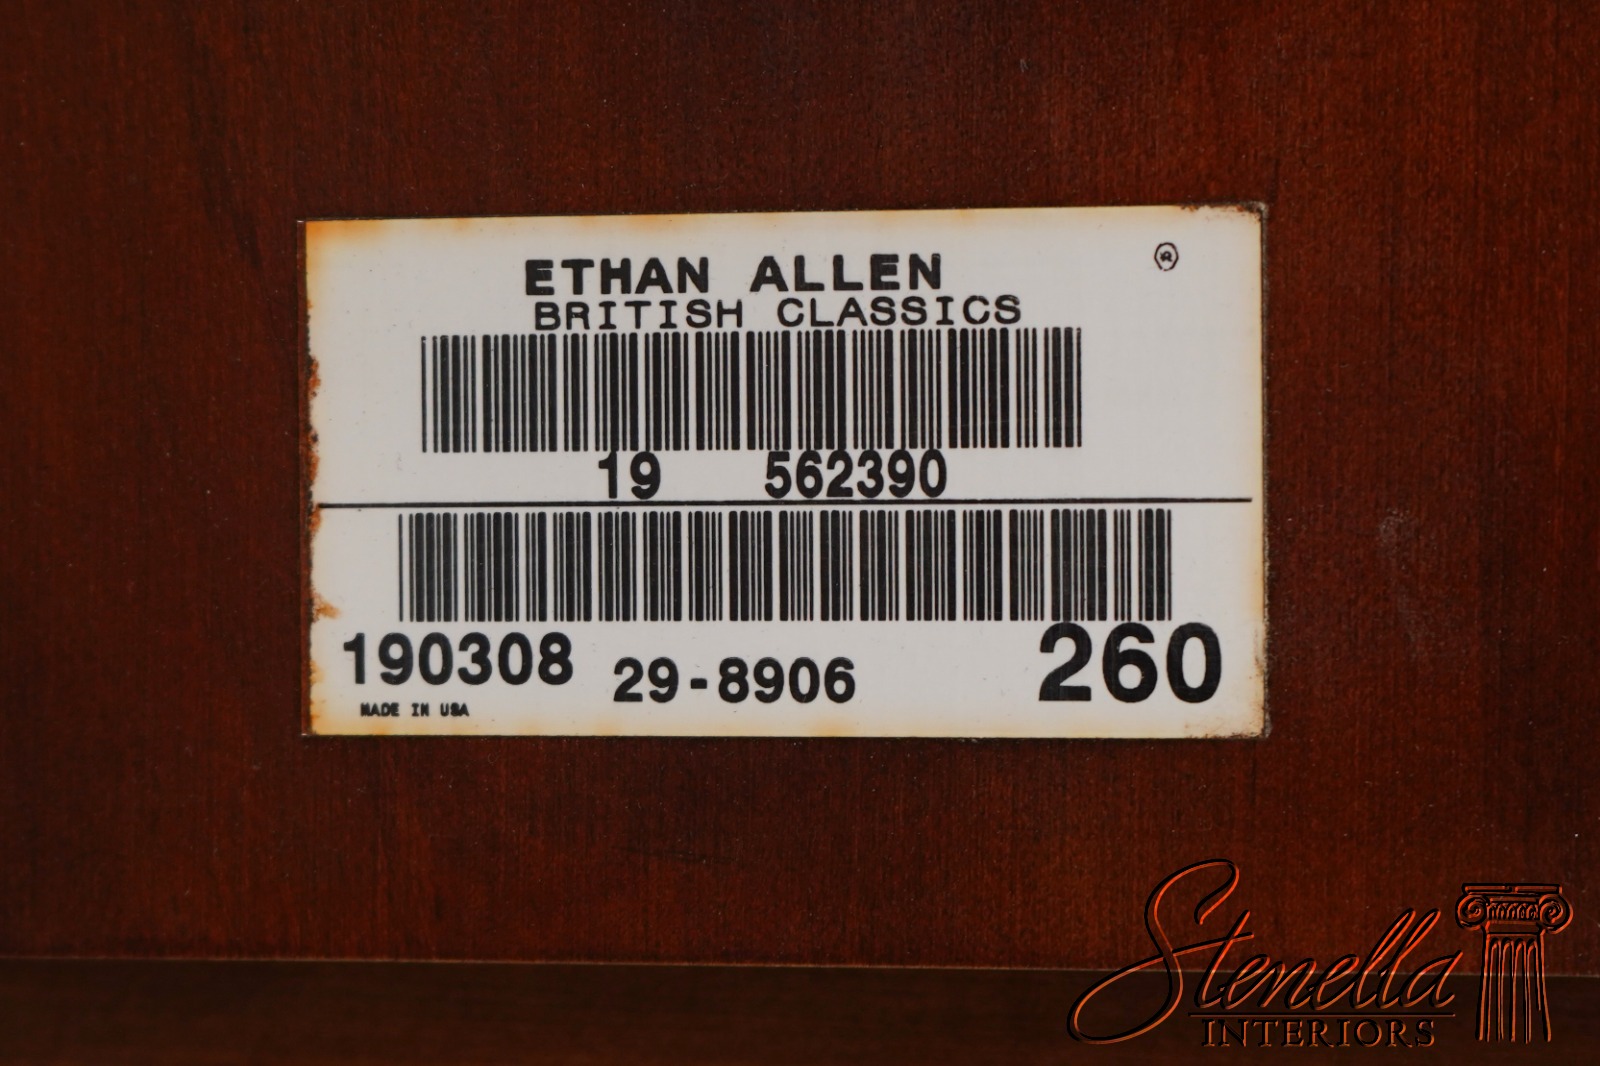 ETHAN ALLEN ®
BRITISH CLASSICS
19 562390
190308 29-8906 260
MADE IN USA
Stenella
INTERIORS